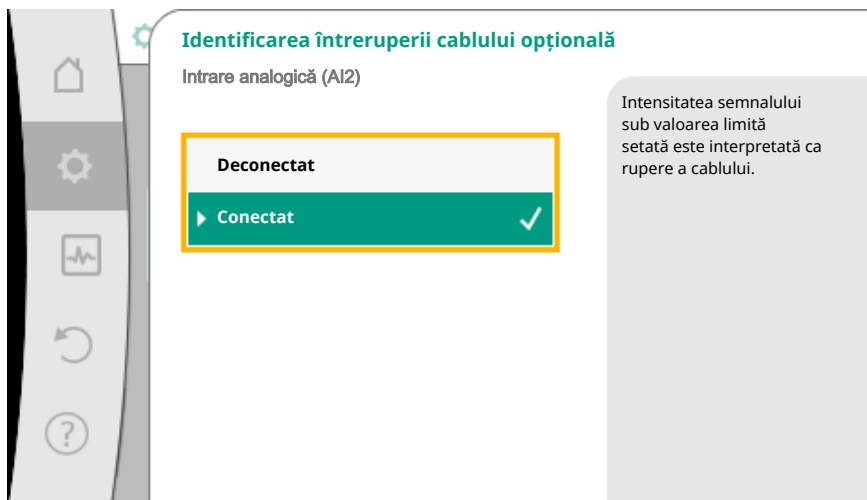 Identificarea întreruperii cablului opțională
Intrare analogică (AI2)
Intensitatea semnalului
sub valoarea limită
setată este interpretată ca
rupere a cablului.
Deconectat
Conectat
?